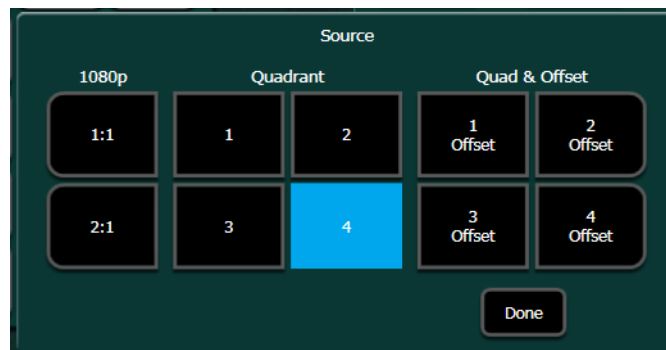 Source
1080p Quadrant Quad & Offset
1:1 1 2 1 Offset 2 Offset
2:1 3 4 3 Offset 4 Offset
Done